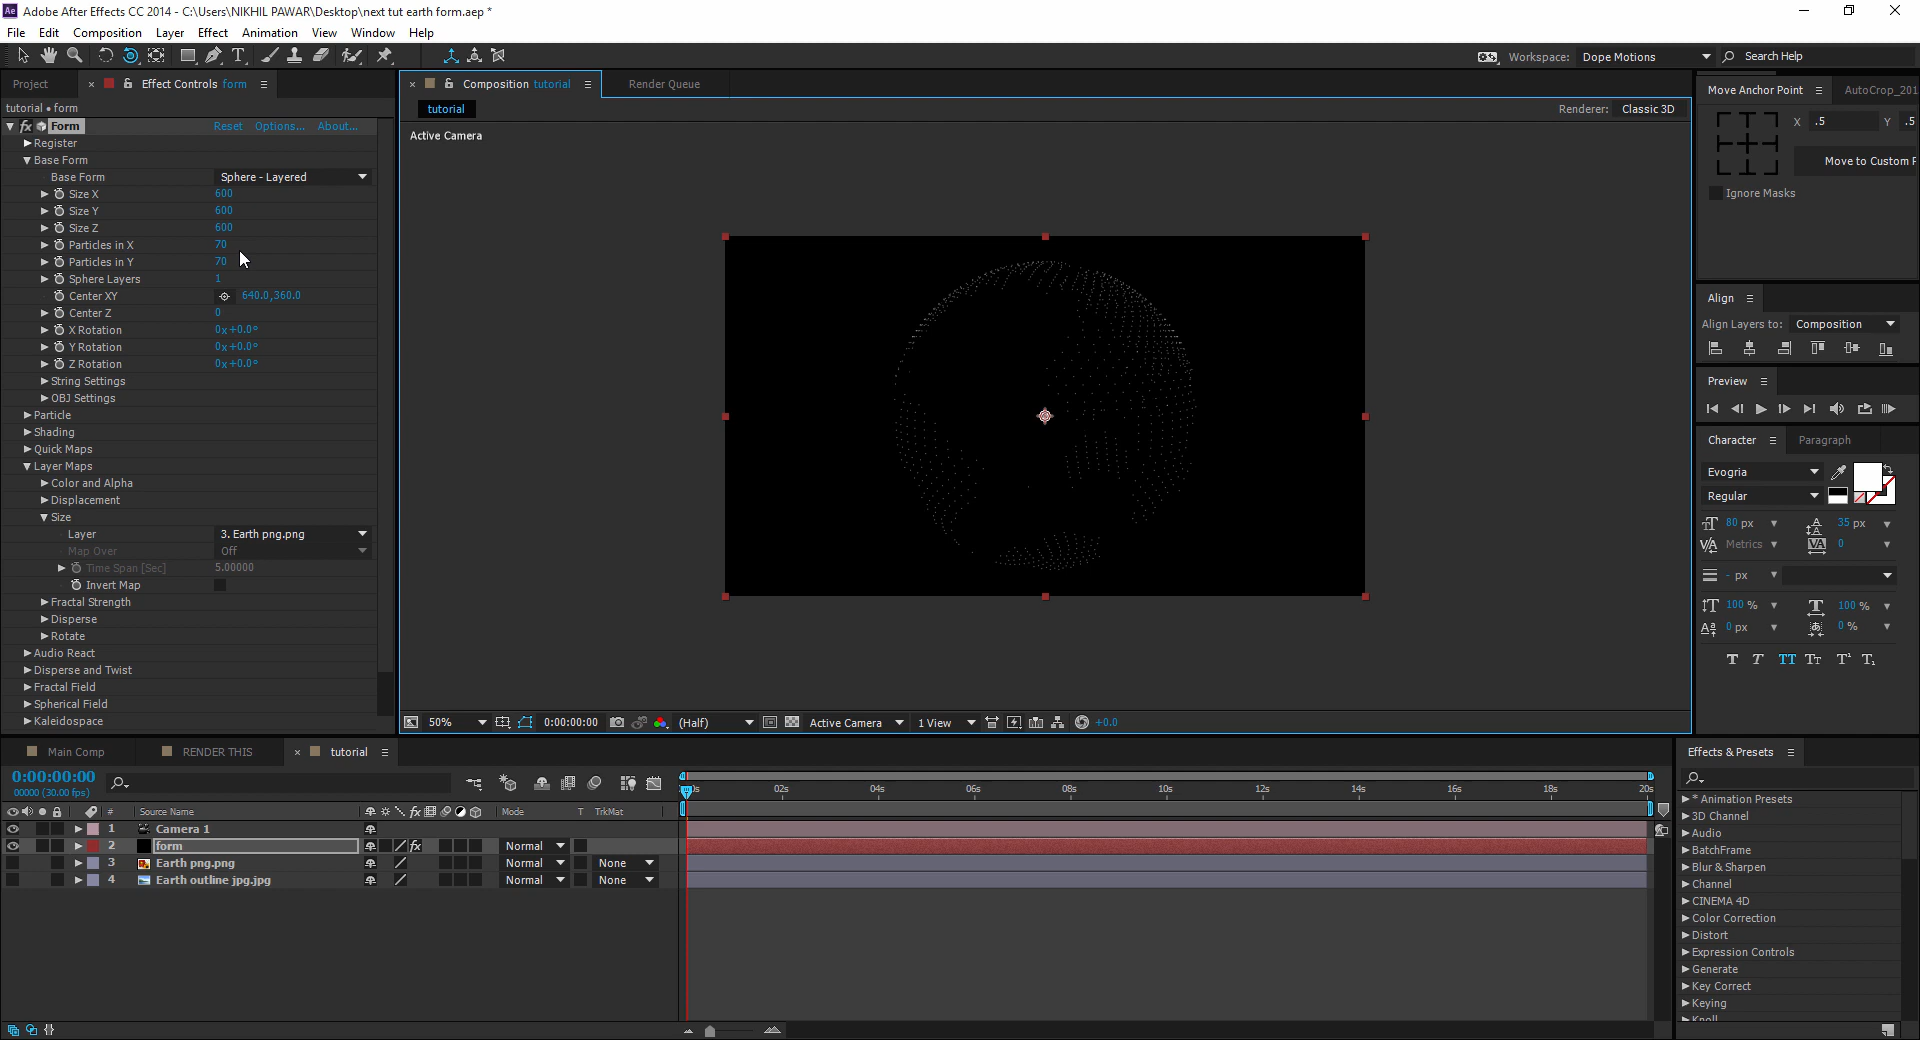 Ae Adobe After Effects CC 2014 - C:\Users\NIKHIL PAWAR\Desktop\next tut earth form.aep *
File Edit Composition Layer Effect Animation View Window Help
Workspace: Dope Motions Search Help
Project × Effect Controls form
tutorial • form
fx Form Reset Options... About...
Register
Base Form
Base Form Sphere - Layered
Size X 600
Size Y 600
Size Z 600
Particles in X 70
Particles in Y 70
Sphere Layers 1
Center XY 640.0,360.0
Center Z 0
X Rotation 0x+0.0°
Y Rotation 0x+0.0°
Z Rotation 0x+0.0°
String Settings
OBJ Settings
Particle
Shading
Quick Maps
Layer Maps
Color and Alpha
Displacement
Size
Layer 3. Earth png.png
Map Over Off
Time Span [Sec] 5.00000
Invert Map
Fractal Strength
Disperse
Rotate
Audio React
Disperse and Twist
Fractal Field
Spherical Field
Kaleidospace
× Composition tutorial Render Queue
tutorial Renderer: Classic 3D
Active Camera
50% 0:00:00:00 (Half) Active Camera 1 View +0.0
Move Anchor Point AutoCrop_201
X .5 Y .5
Move to Custom P
Ignore Masks
Align
Align Layers to: Composition
Preview
Character Paragraph
Evogria
Regular
80 px 35 px
Metrics 0
- px
100 % 100 %
0 px 0 %
T T TT Tт T¹ T₁
Main Comp RENDER THIS × tutorial
0:00:00:00
00000 (30.00 fps)
02s 04s 06s 08s 10s 12s 14s 16s 18s 20s
# Source Name fx Mode T TrkMat
1 Camera 1
2 form fx Normal
3 Earth png.png Normal None
4 Earth outline jpg.jpg Normal None
Effects & Presets
* Animation Presets
3D Channel
Audio
BatchFrame
Blur & Sharpen
Channel
CINEMA 4D
Color Correction
Distort
Expression Controls
Generate
Key Correct
Keying
Knoll